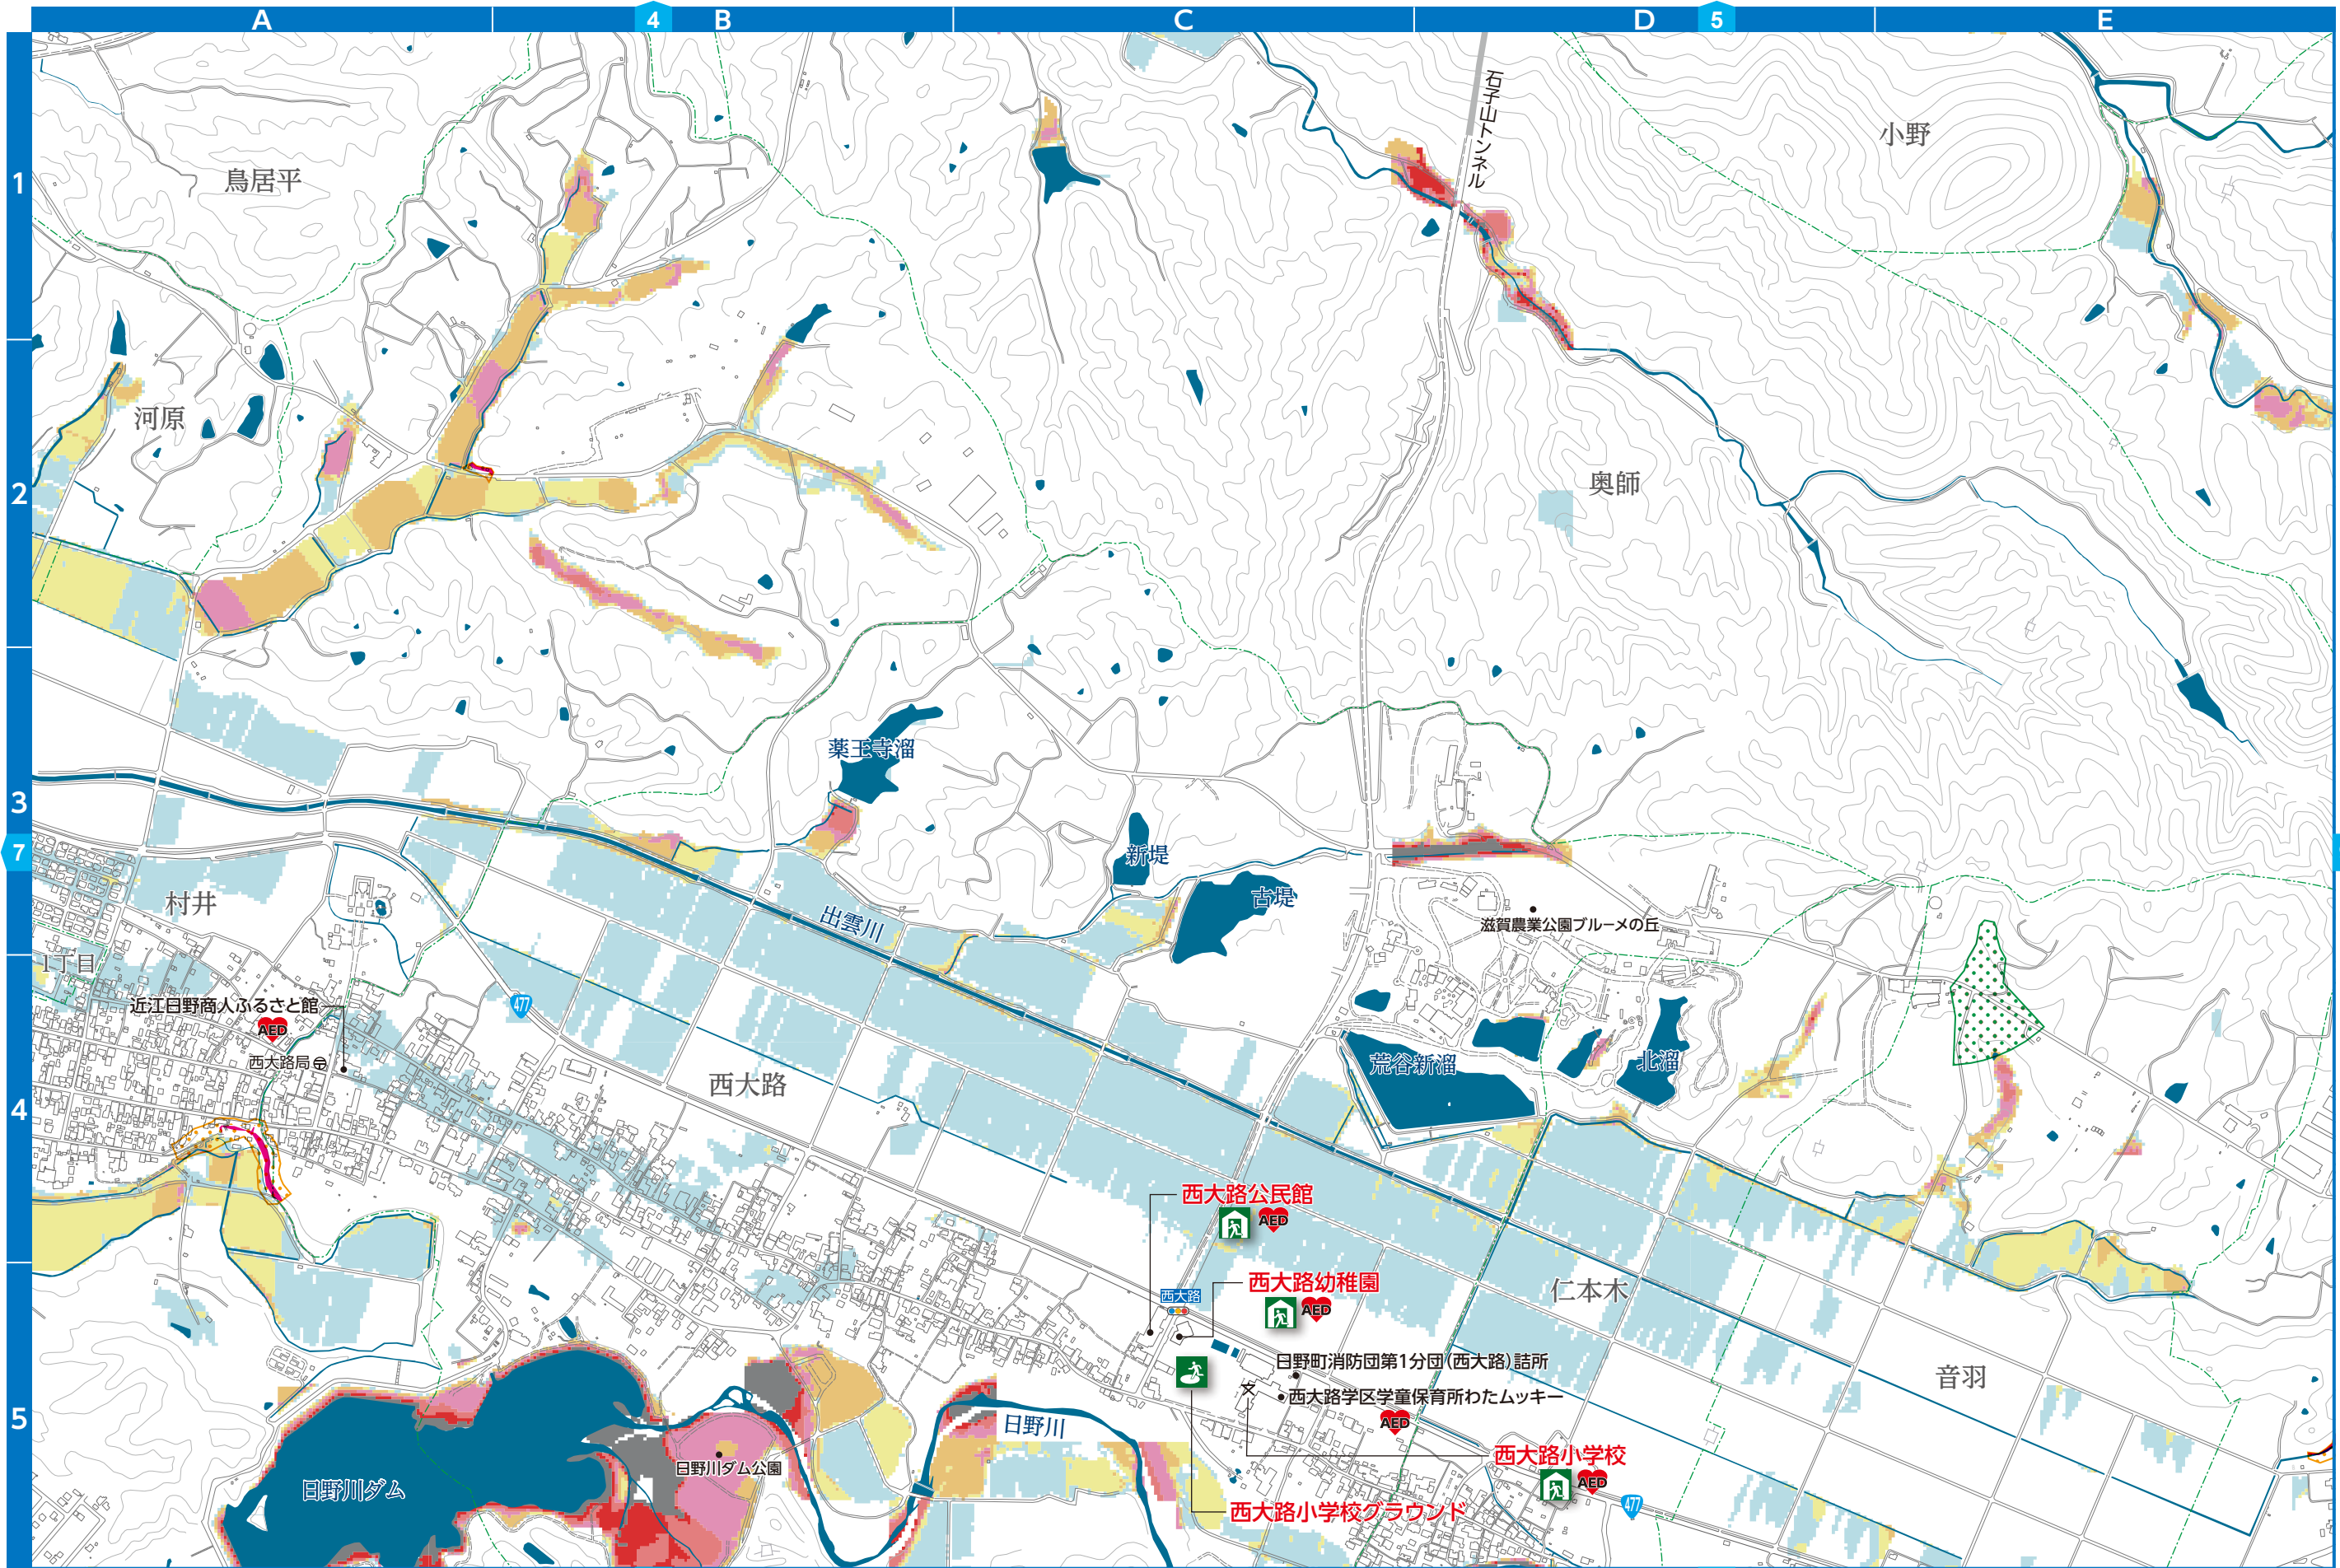 A
4
B
C
D
5
E
1
2
3
7
4
5
鳥居平
石子山トンネル
小野
河原
奥師
薬王寺溜
新堤
古堤
村井
出雲川
滋賀農業公園ブルーメの丘
1丁目
近江日野商人ふるさと館
AED
西大路局
477
西大路
荒谷新溜
北溜
西大路公民館
AED
西大路幼稚園
AED
西大路
仁本木
日野町消防団第1分団（西大路）詰所
西大路学区学童保育所わたムッキー
AED
音羽
文
日野川
西大路小学校
AED
日野川ダム公園
日野川ダム
西大路小学校グラウンド
477